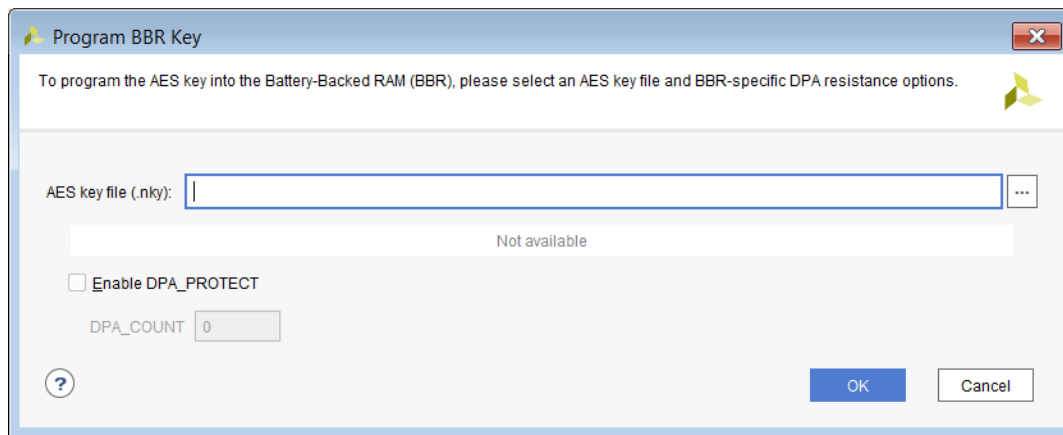 Program BBR Key
To program the AES key into the Battery-Backed RAM (BBR), please select an AES key file and BBR-specific DPA resistance options.
AES key file (.nky): ...
Not available
Enable DPA_PROTECT
DPA_COUNT 0
? OK Cancel